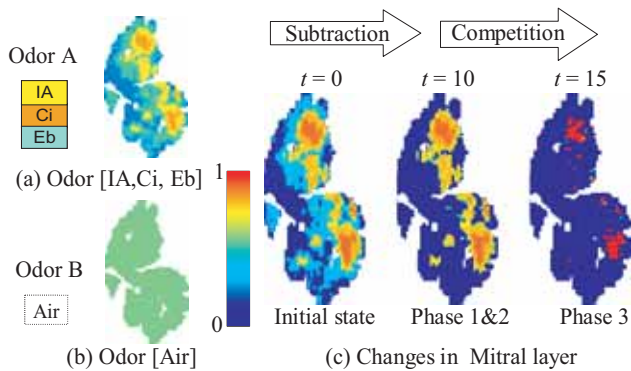 Odor A
IA
Ci
Eb
(a) Odor [IA,Ci, Eb]
Odor B
Air
(b) Odor [Air]
1
0
Subtraction
Competition
t = 0
t = 10
t = 15
Initial state
Phase 1&2
Phase 3
(c) Changes in Mitral layer